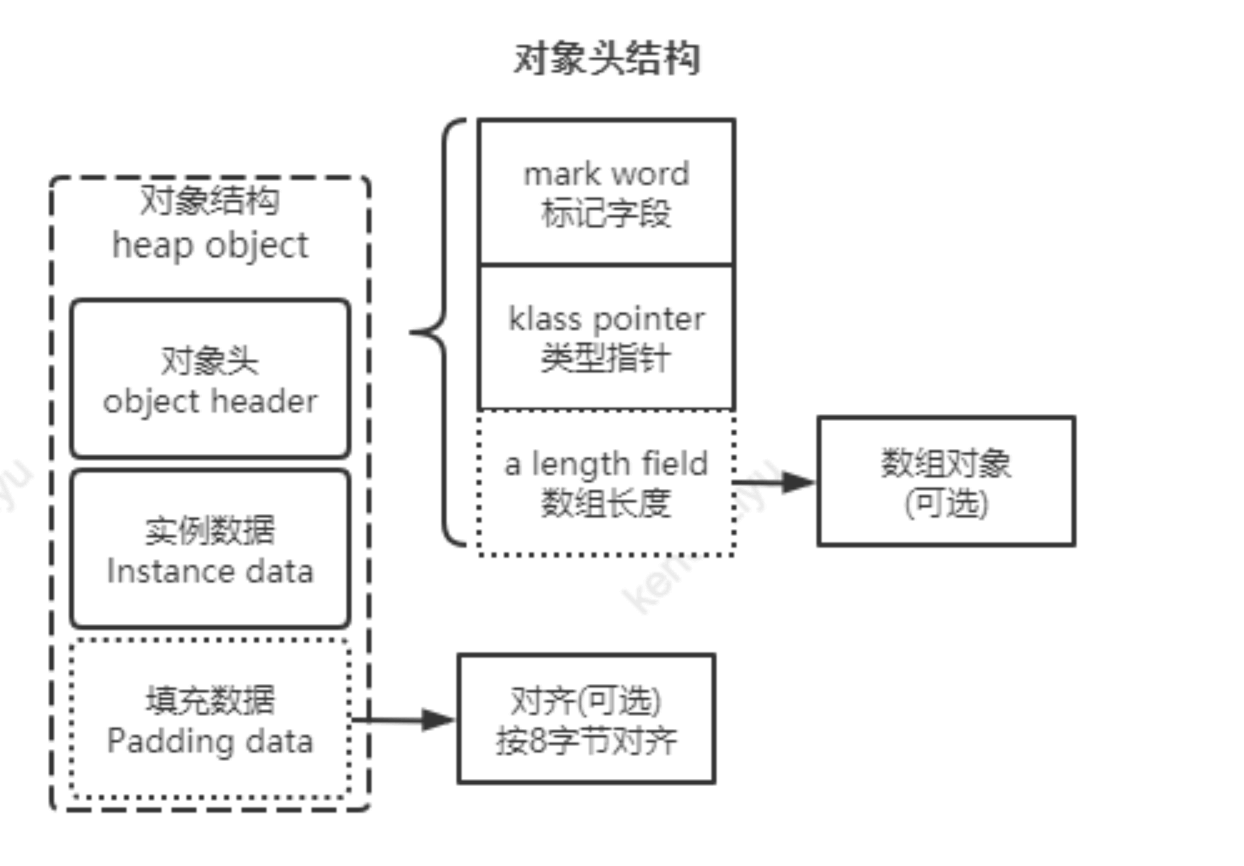 对象头结构
对象结构
heap object
对象头
object header
实例数据
Instance data
填充数据
Padding data
mark word
标记字段
klass pointer
类型指针
a length field
数组长度
数组对象
(可选)
对齐(可选)
按8字节对齐